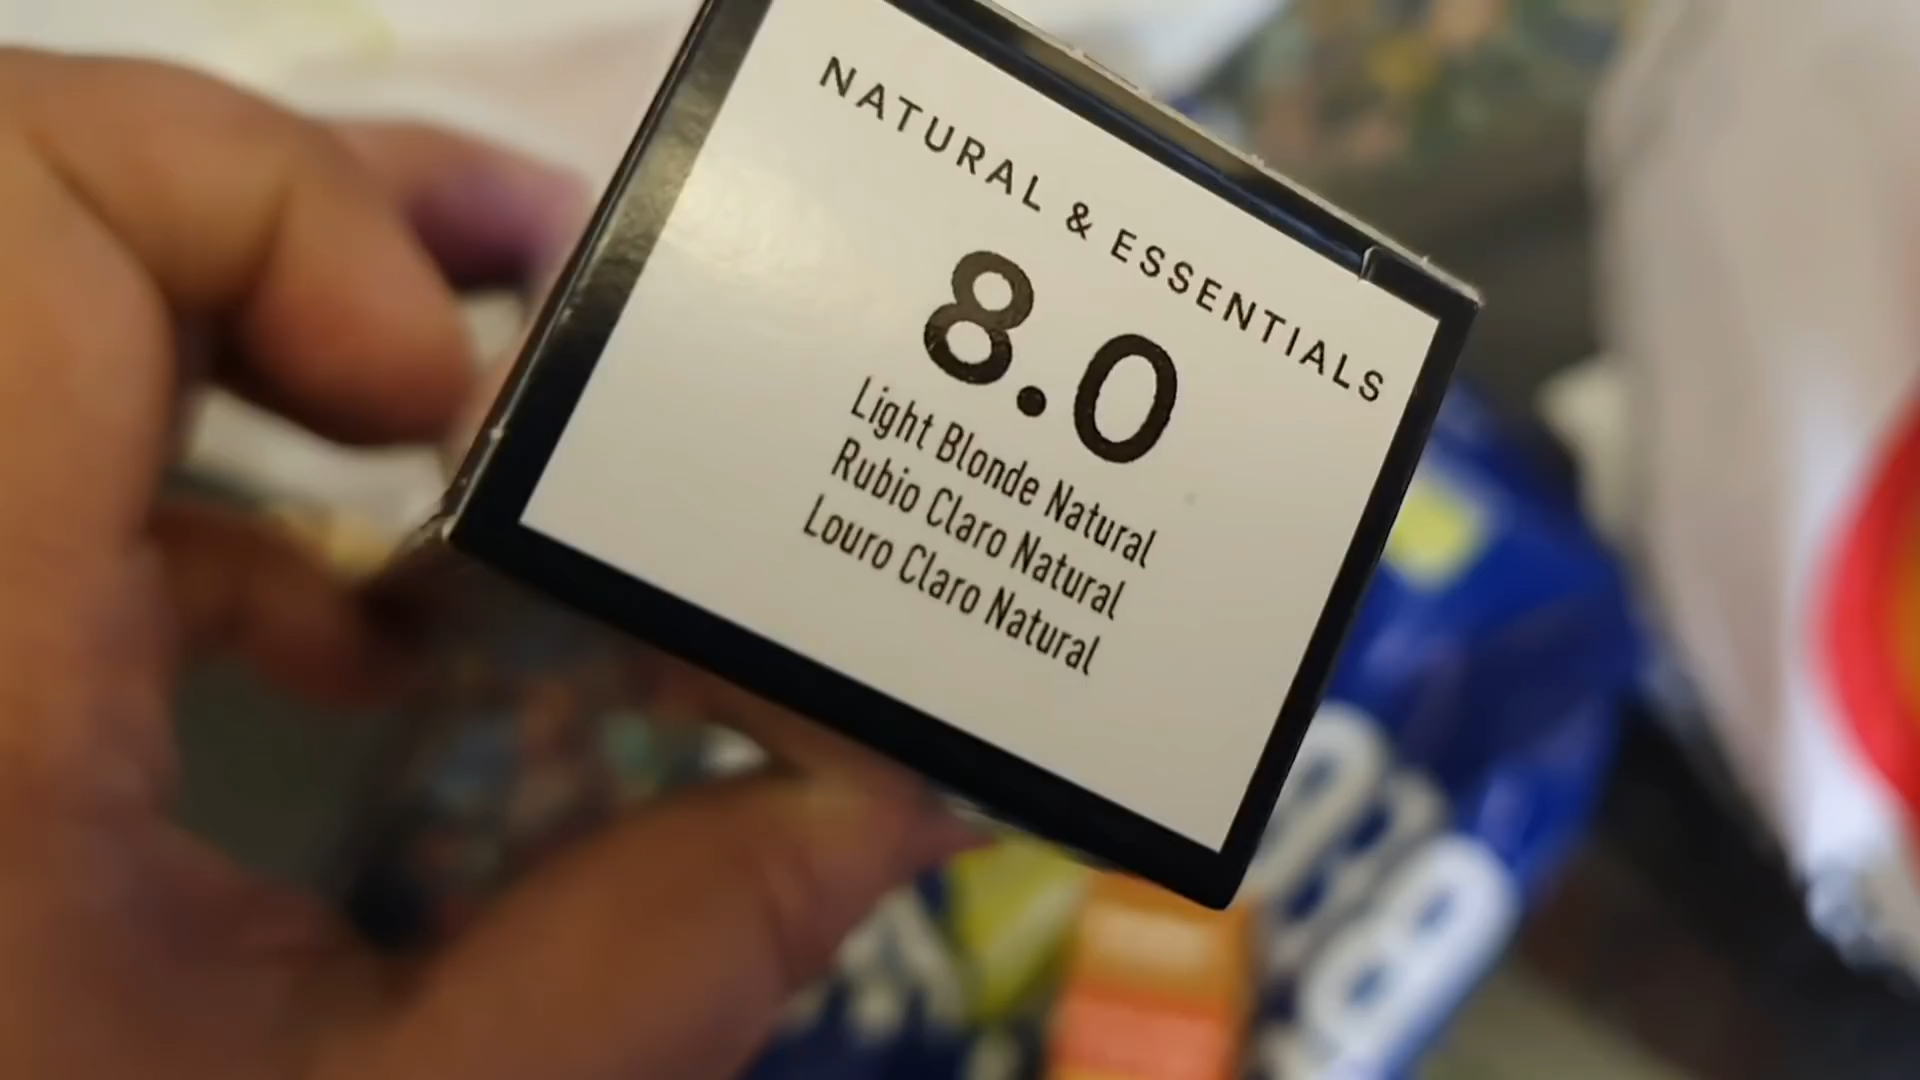 NATURAL & ESSENTIALS
8.0
Light Blonde Natural
Rubio Claro Natural
Louro Claro Natural